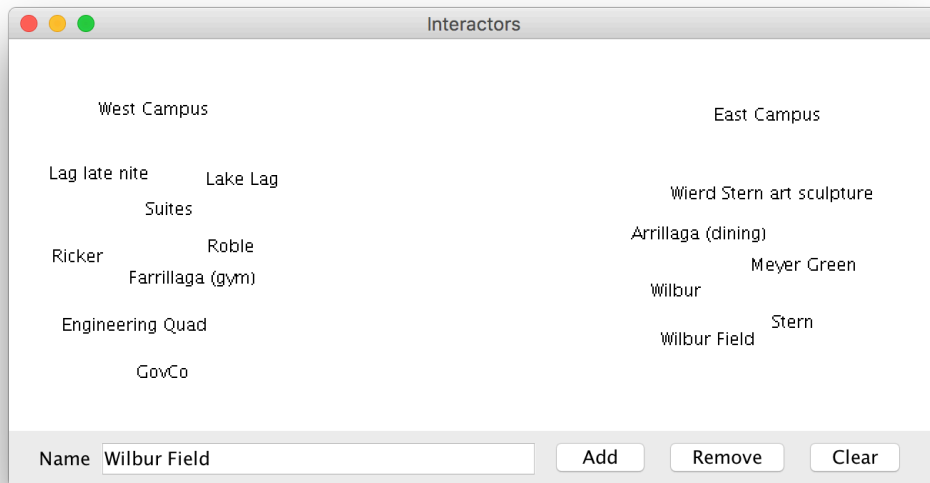 Interactors
West Campus
East Campus
Lag late nite
Lake Lag
Wierd Stern art sculpture
Suites
Arrillaga (dining)
Roble
Ricker
Meyer Green
Farrillaga (gym)
Wilbur
Engineering Quad
Stern
Wilbur Field
GovCo
Name Wilbur Field Add Remove Clear